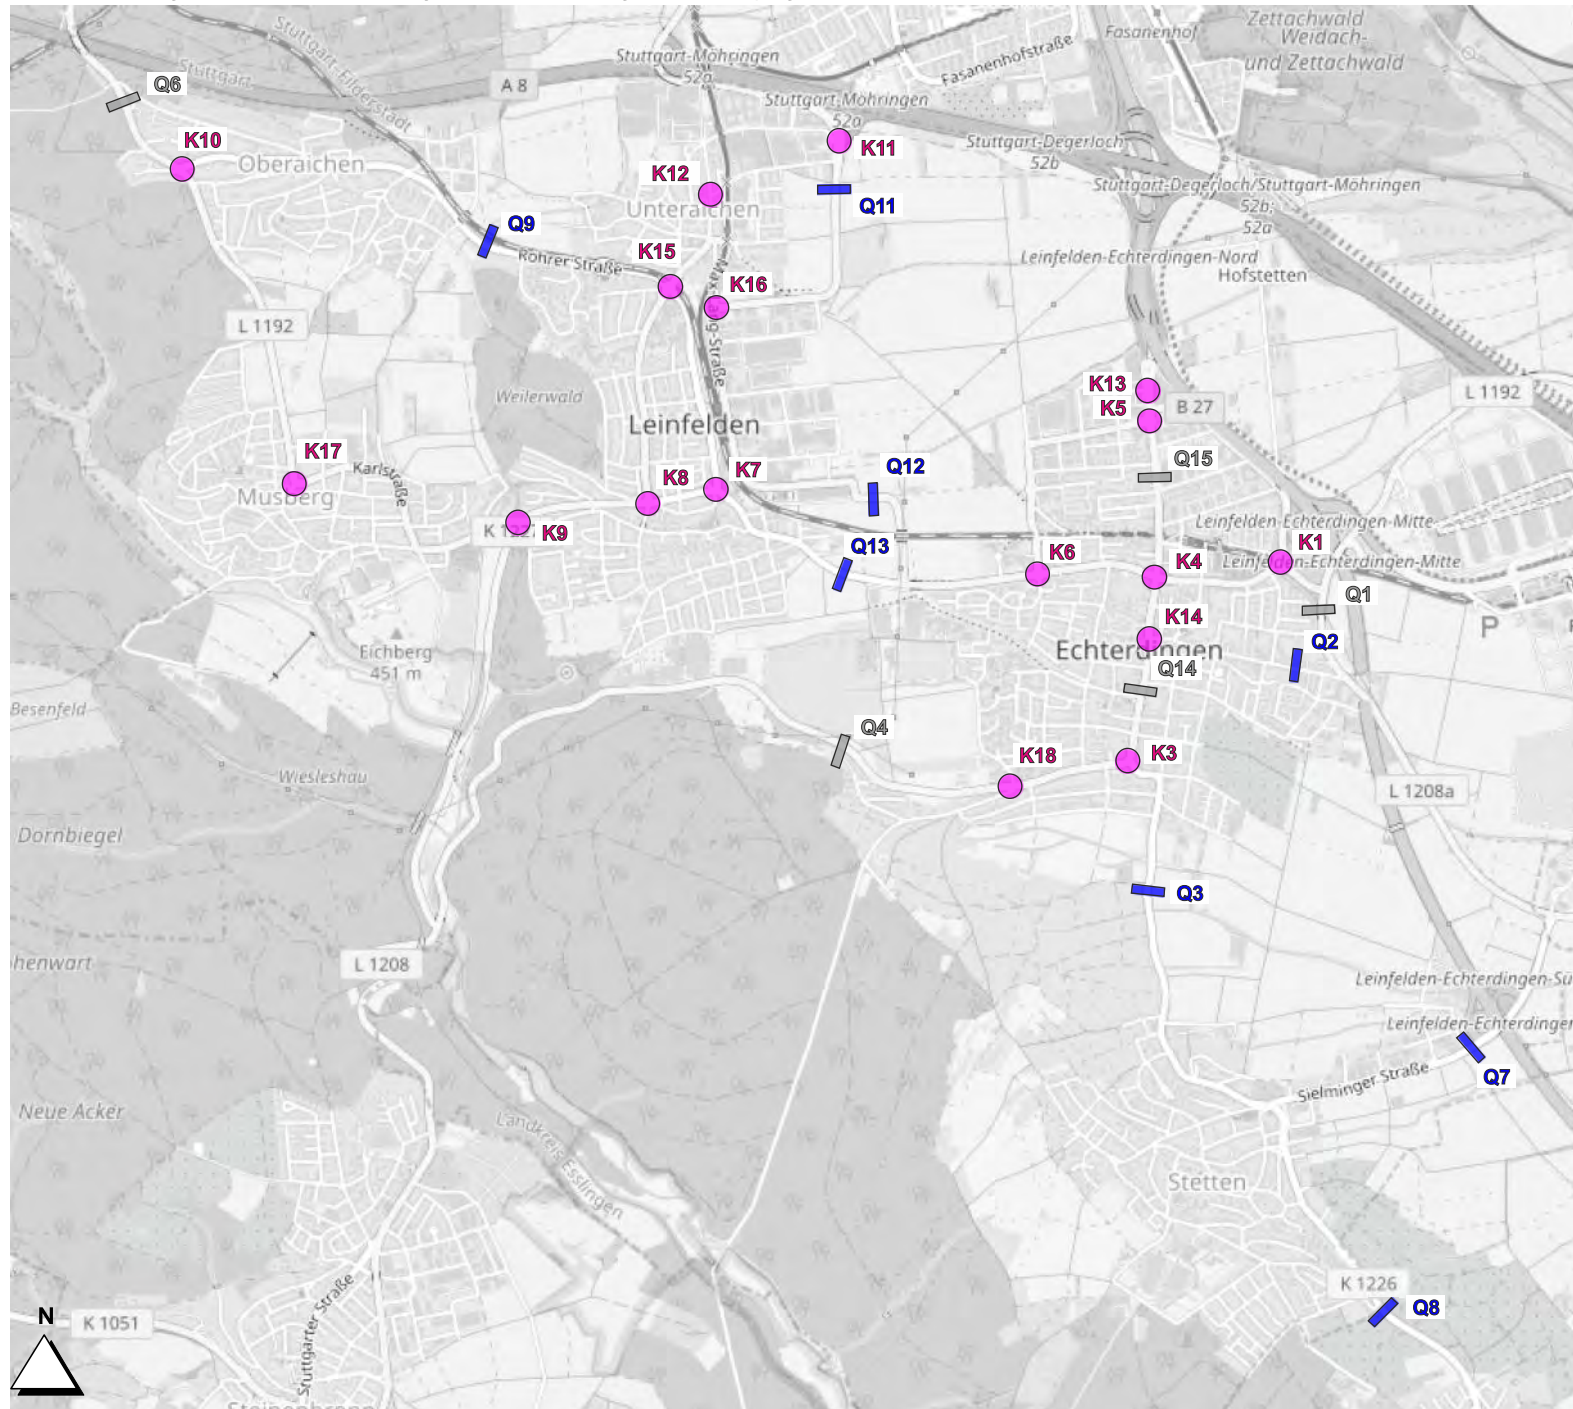 Zettachwald
Weidach-
und Zettachwald
Fasanenhof
Fasanenhofstraße
Stuttgart-Filderstadt
Stuttgart
Stuttgart-Möhringen
52a
A 8
Q6
Stuttgart-Möhringen
52a
K10
Oberaichen
K11
Stuttgart-Degerloch
52b
K12
Unteraichen
Stuttgart-Degerloch/Stuttgart-Möhringen
52b;
52a
Q11
Q9
K15
Rohrer Straße
Leinfelden-Echterdingen-Nord
Hofstetten
K16
L 1192
K13
K5
B 27
L 1192
Weilerwald
Leinfelden
K17
Karlstraße
Musberg
K8
K7
Q12
Q15
K9
Q13
K6
K4
Leinfelden-Echterdingen-Mitte
K1
Leinfelden-Echterdingen-Mitte
Q1
K14
Echterdingen
Q2
P
Eichberg
451 m
Q14
Besenfeld
Q4
K18
K3
Wiesleshau
L 1208a
Dornbiegel
Q3
L 1208
Leinfelden-Echterdingen-Sü
Leinfelden-Echterdingen
Q7
Sielminger Straße
Neue Äcker
Landkreis Esslingen
Stetten
K 1226
Q8
N
K 1051
Stuttgarter Straße
Steinenbronn